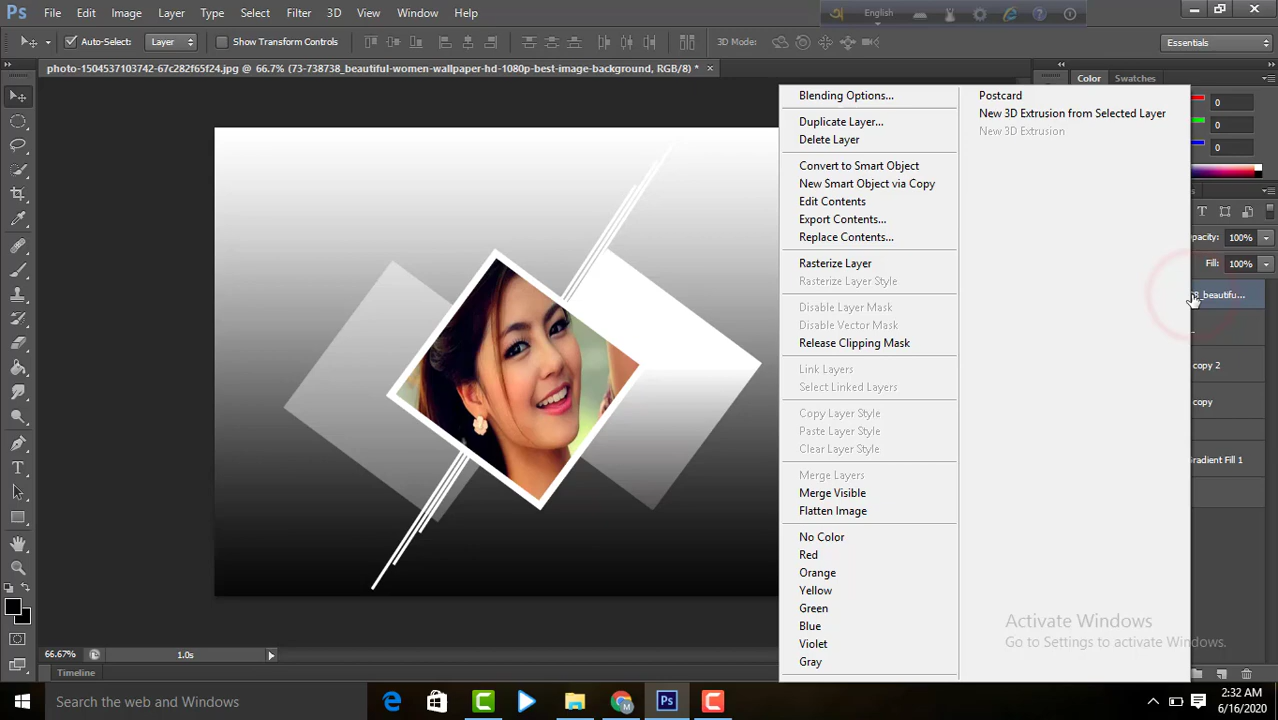 Ps File Edit Image Layer Type Select Filter 3D View Window Help
English
Auto-Select: Layer Show Transform Controls 3D Mode: Essentials
photo-1504537103742-67c282f65f24.jpg @ 66.7% (73-738738_beautiful-women-wallpaper-hd-1080p-best-image-background, RGB/8) *
Color Swatches
Blending Options...
Duplicate Layer...
Delete Layer
Convert to Smart Object
New Smart Object via Copy
Edit Contents
Export Contents...
Replace Contents...
Rasterize Layer
Rasterize Layer Style
Disable Layer Mask
Disable Vector Mask
Release Clipping Mask
Link Layers
Select Linked Layers
Copy Layer Style
Paste Layer Style
Clear Layer Style
Merge Layers
Merge Visible
Flatten Image
No Color
Red
Orange
Yellow
Green
Blue
Violet
Gray
Postcard
New 3D Extrusion from Selected Layer
New 3D Extrusion
0
0
0
pacity: 100%
Fill: 100%
8_beautifu...
copy 2
copy
radient Fill 1
Activate Windows
Go to Settings to activate Windows.
66.67% 1.0s
Timeline
Search the web and Windows
Ps
2:32 AM
6/16/2020